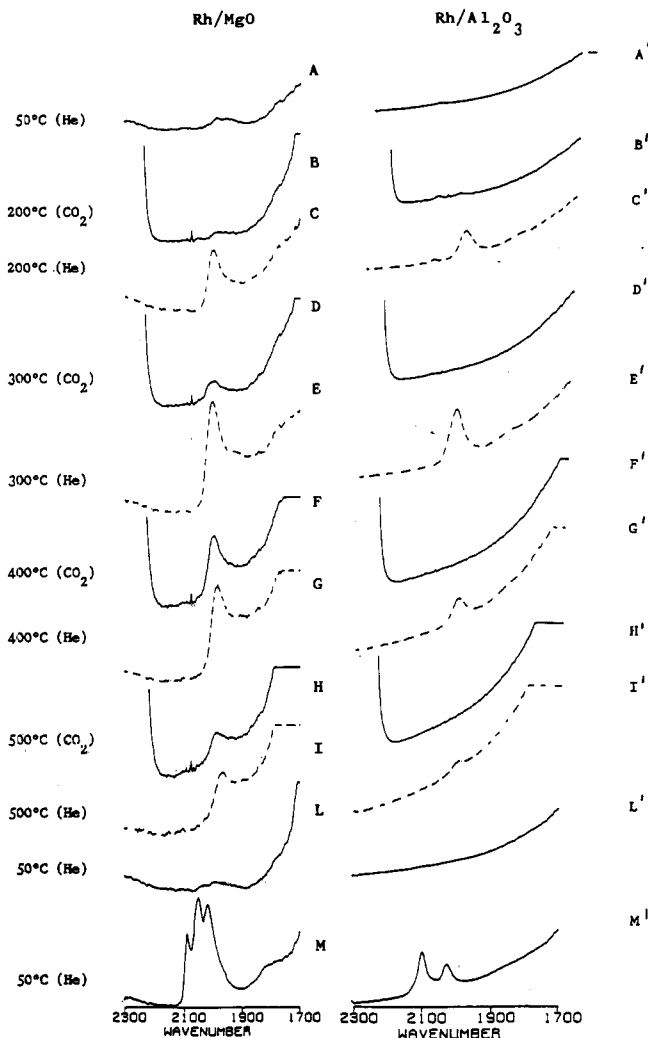 Rh/MgO Rh/Al₂O₃
A A'
50°C (He)
B B'
200°C (CO₂)
C C'
200°C (He)
D D'
300°C (CO₂)
E E'
300°C (He)
F F'
400°C (CO₂)
G G'
400°C (He)
H H'
500°C (CO₂)
I I'
500°C (He)
L L'
50°C (He)
M M'
50°C (He)
2300 2100 1900 1700 2300 2100 1900 1700
WAVENUMBER WAVENUMBER